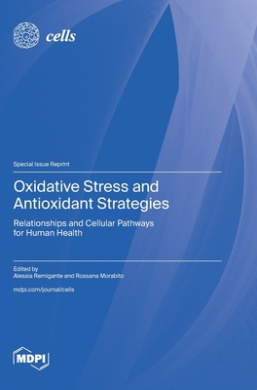 cells
Special Issue Reprint
Oxidative Stress and
Antioxidant Strategies
Relationships and Cellular Pathways
for Human Health
Edited by
Alessia Remigante and Rossana Morabito
mdpi.com/journal/cells
MDPI